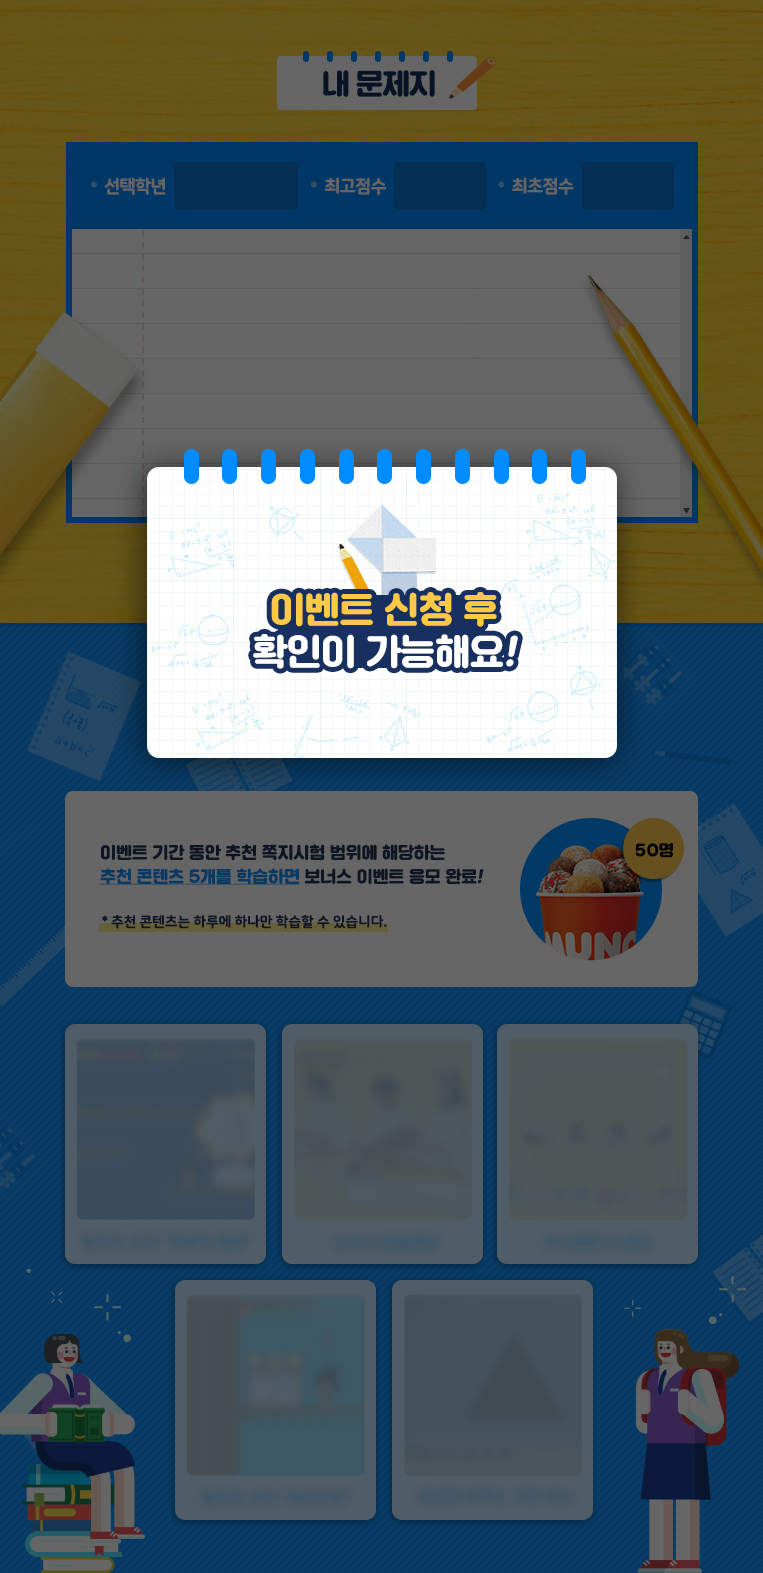 내 문제지
선택학년
최고점수
최초점수
이벤트 신청 후
확인이 가능해요!
이벤트 기간 동안 추천 쪽지시험 범위에 해당하는
추천 콘텐츠 5개를 학습하면 보너스 이벤트 응모 완료!
* 추천 콘텐츠는 하루에 하나만 학습할 수 있습니다.
50명